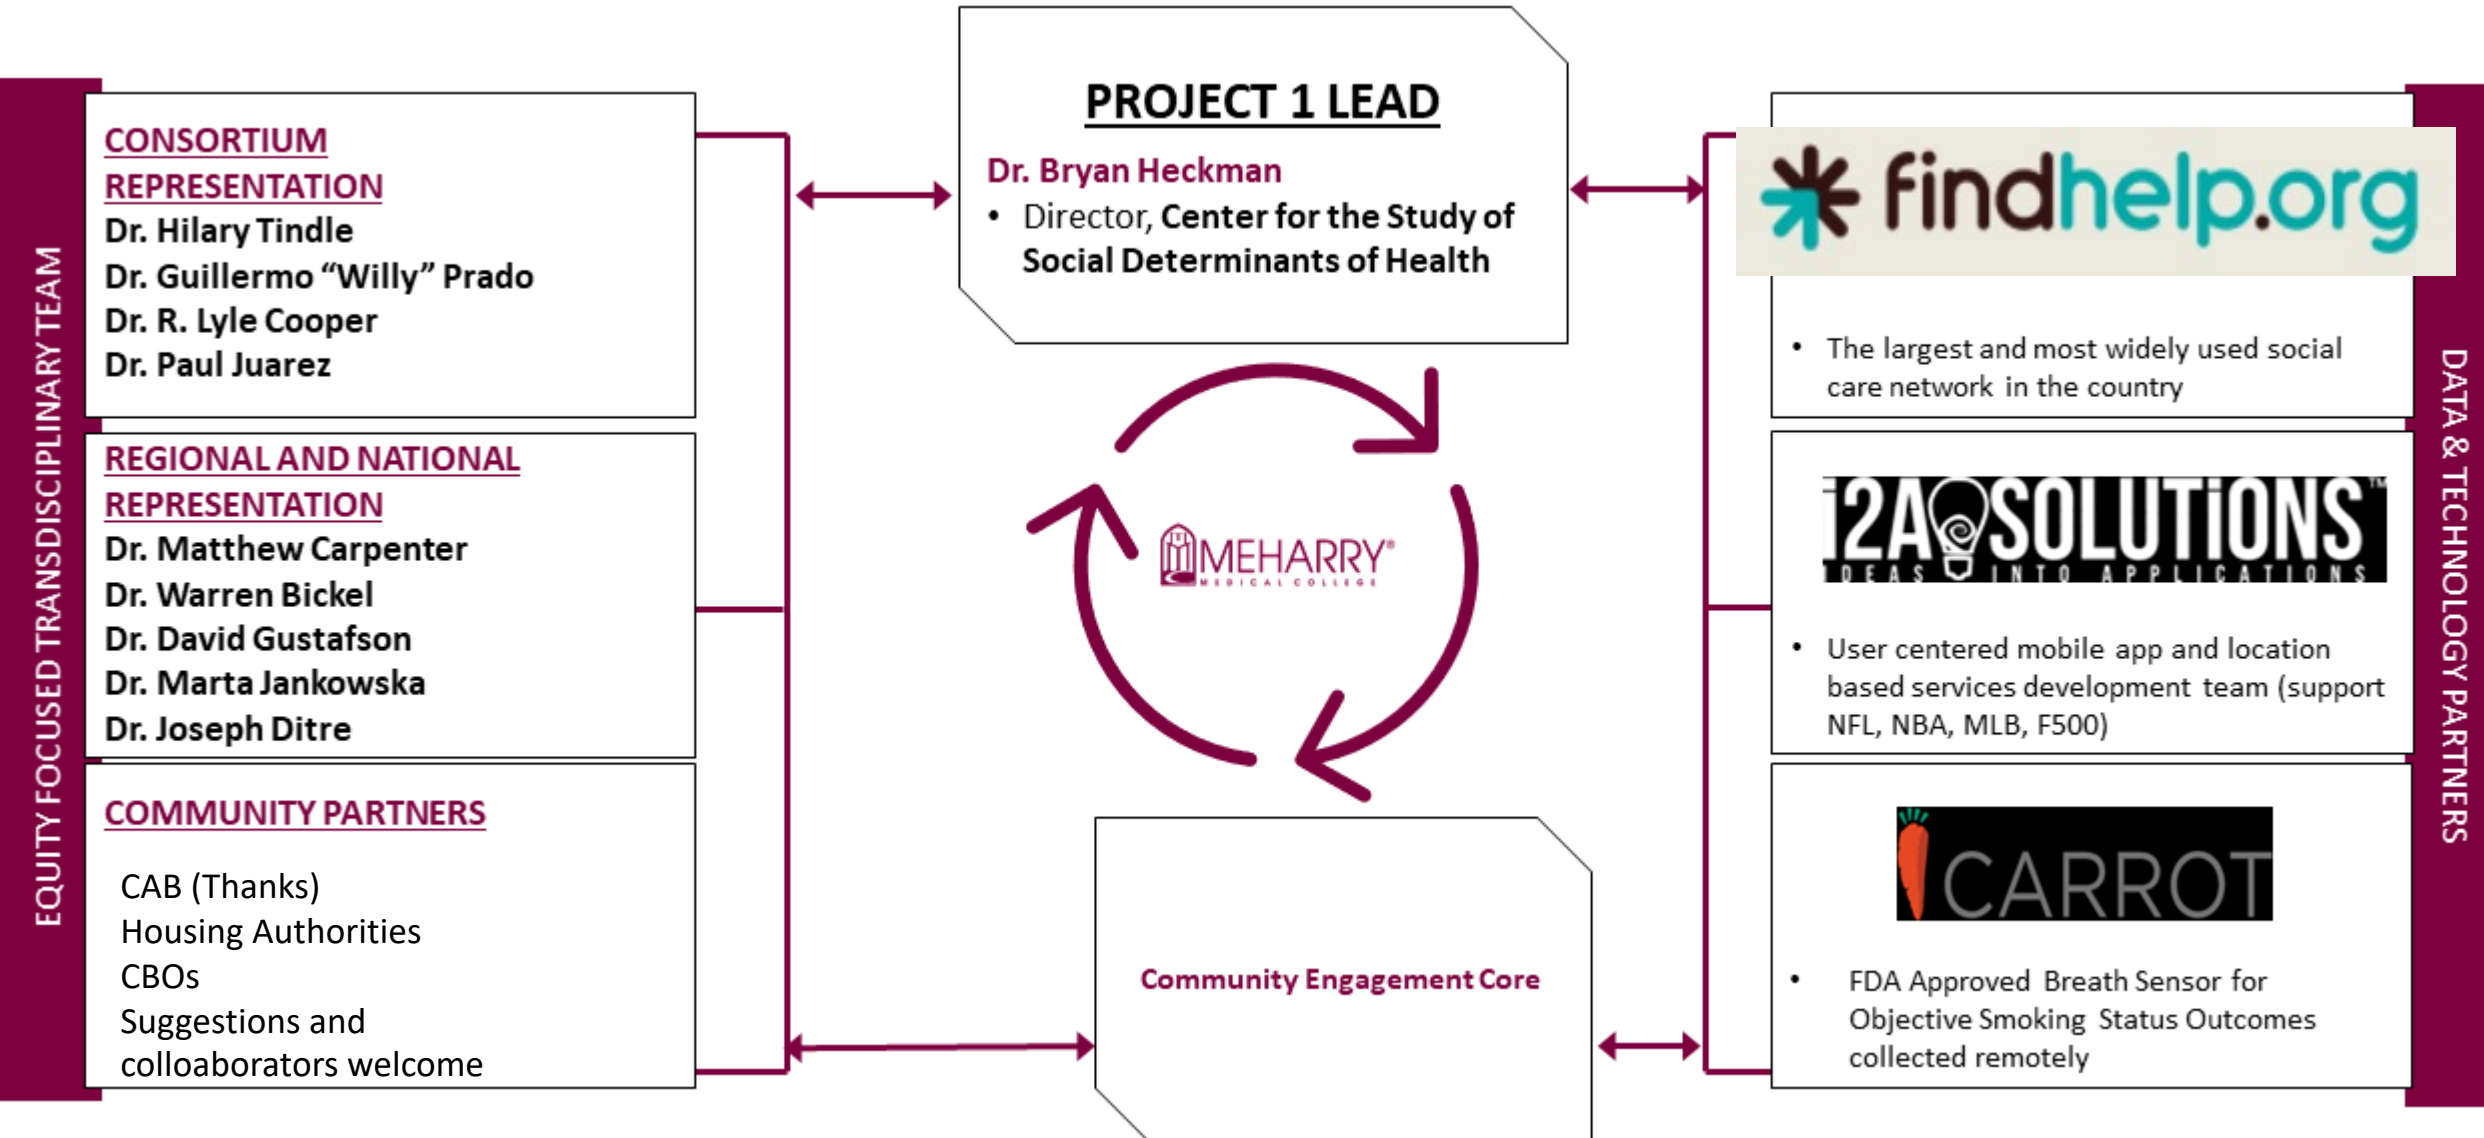 EQUITY FOCUSED TRANSDISCIPLINARY TEAM
CONSORTIUM
REPRESENTATION
Dr. Hilary Tindle
Dr. Guillermo “Willy” Prado
Dr. R. Lyle Cooper
Dr. Paul Juarez
REGIONAL AND NATIONAL
REPRESENTATION
Dr. Matthew Carpenter
Dr. Warren Bickel
Dr. David Gustafson
Dr. Marta Jankowska
Dr. Joseph Ditre
COMMUNITY PARTNERS
CAB (Thanks)
Housing Authorities
CBOs
Suggestions and
colloaborators welcome
PROJECT 1 LEAD
Dr. Bryan Heckman
• Director, Center for the Study of
Social Determinants of Health
MEHARRY®
MEDICAL COLLEGE
Community Engagement Core
findhelp.org
• The largest and most widely used social
care network in the country
i2A SOLUTiONS™
IDEAS INTO APPLICATIONS
• User centered mobile app and location
based services development team (support
NFL, NBA, MLB, F500)
CARROT
• FDA Approved Breath Sensor for
Objective Smoking Status Outcomes
collected remotely
DATA & TECHNOLOGY PARTNERS